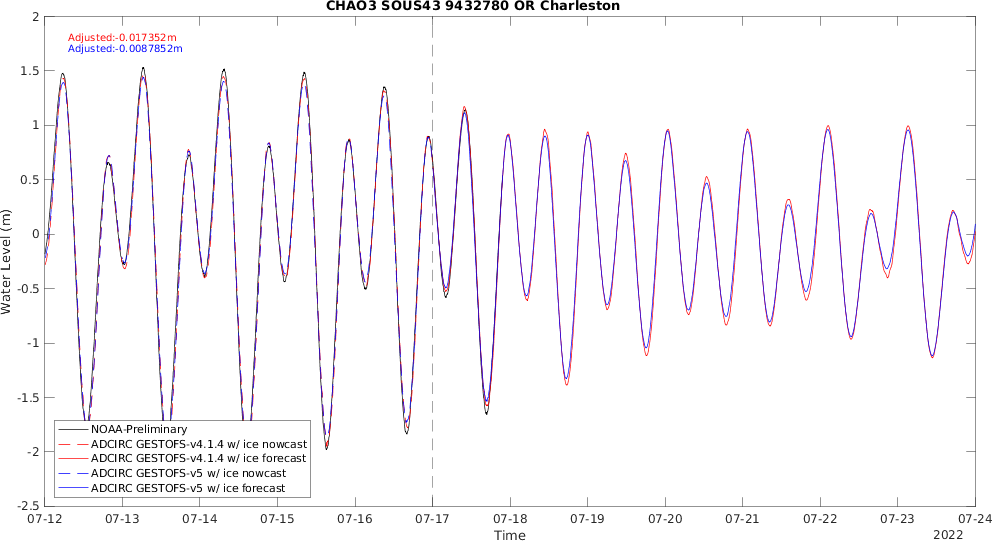 CHAO3 SOUS43 9432780 OR Charleston
Adjusted:-0.017352m
Adjusted:-0.0087852m
2
1.5
1
0.5
0
-0.5
-1
-1.5
-2
-2.5
Water Level (m)
NOAA-Preliminary
ADCIRC GESTOFS-v4.1.4 w/ ice nowcast
ADCIRC GESTOFS-v4.1.4 w/ ice forecast
ADCIRC GESTOFS-v5 w/ ice nowcast
ADCIRC GESTOFS-v5 w/ ice forecast
07-12 07-13 07-14 07-15 07-16 07-17 07-18 07-19 07-20 07-21 07-22 07-23 07-24
Time
2022